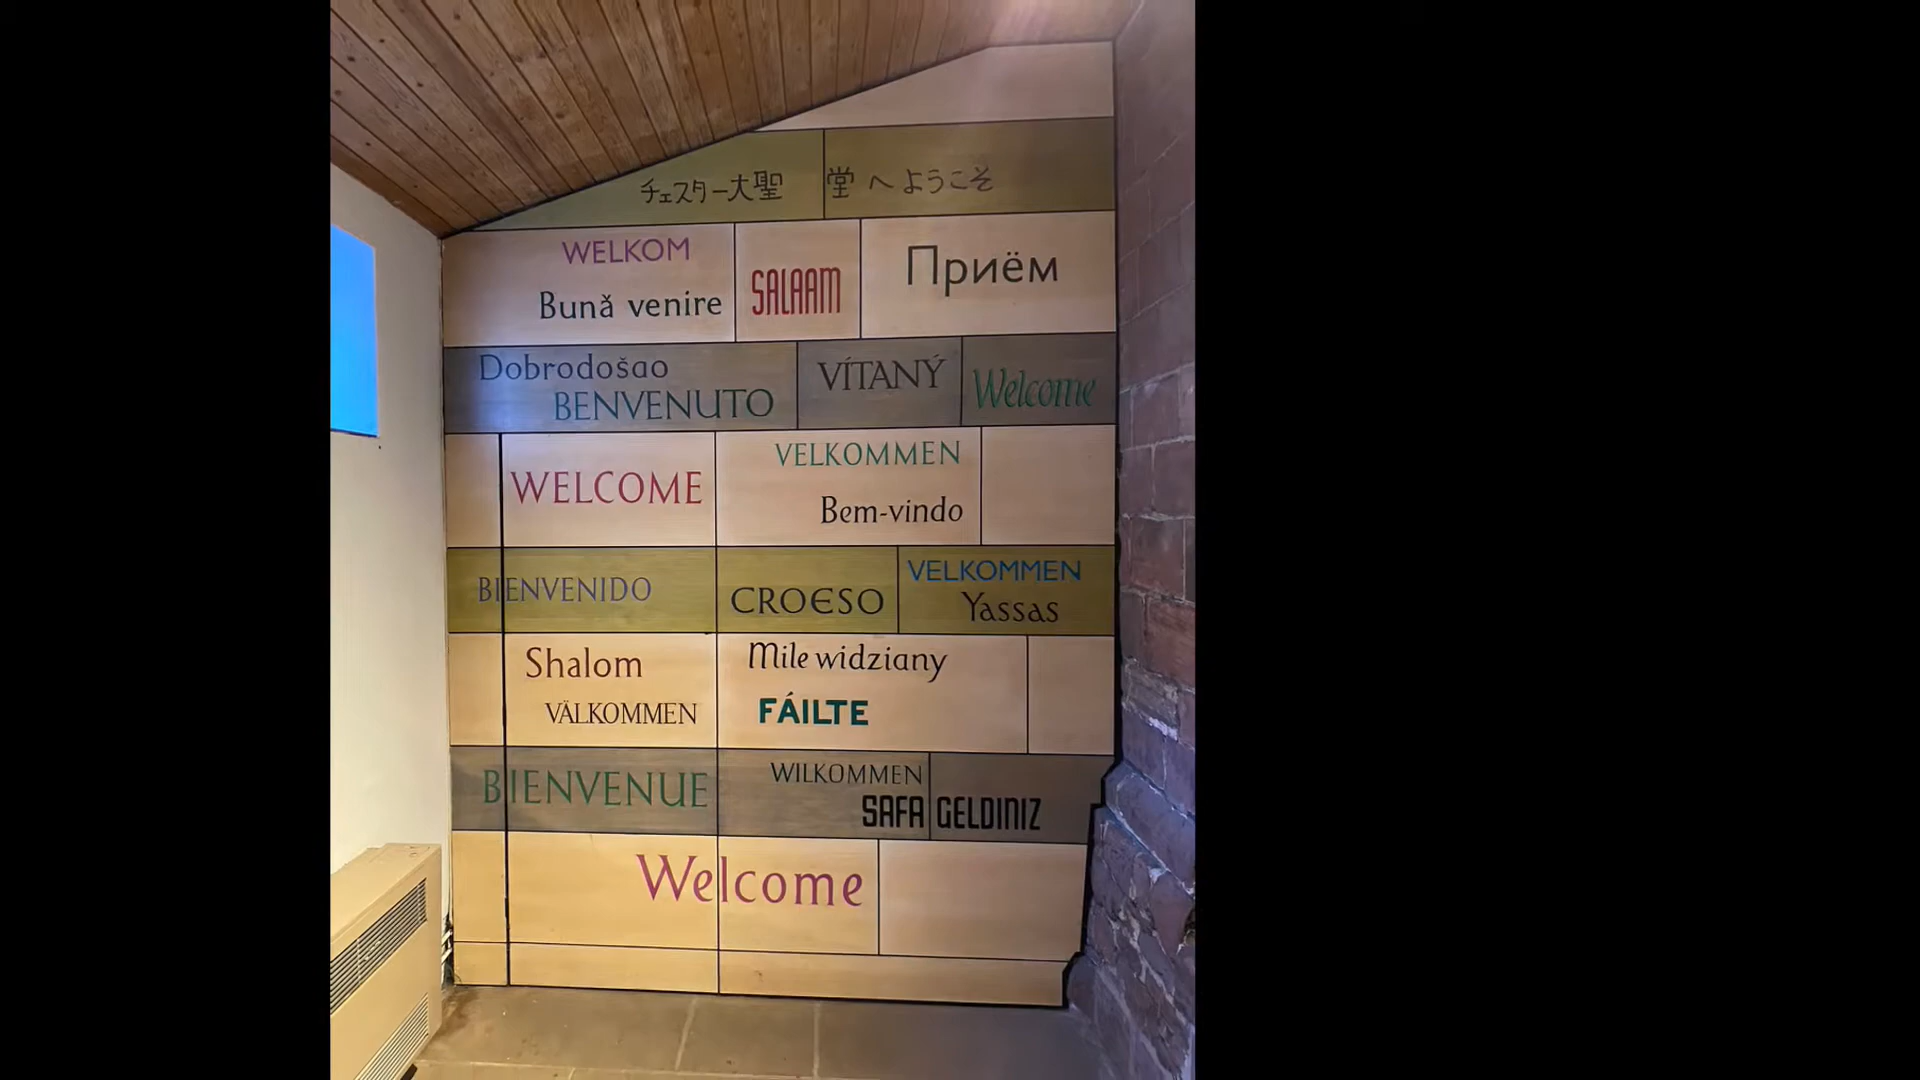 チェスター大聖堂へようこそ
WELKOM
Bună venire
SALAAM
Приём
Dobrodošao
BENVENUTO
VÍTANÝ
Welcome
WELCOME
VELKOMMEN
Bem-vindo
BIENVENIDO
CROESO
VELKOMMEN
Yassas
Shalom
VÄLKOMMEN
Mile widziany
FÁILTE
BIENVENUE
WILKOMMEN
SAFA GELDINIZ
Welcome